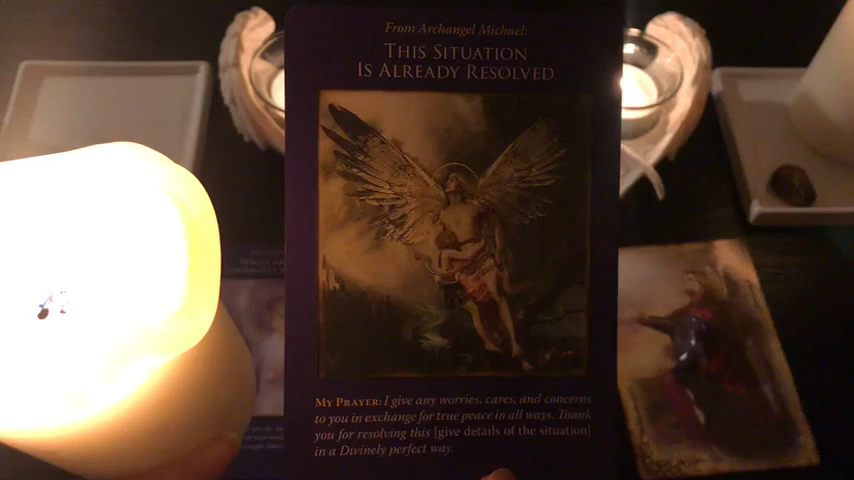 From Archangel Michael:
THIS SITUATION
IS ALREADY RESOLVED
MY PRAYER: I give any worries, cares, and concerns
to you in exchange for true peace in all ways. Thank
you for resolving this [give details of the situation]
in a Divinely perfect way.